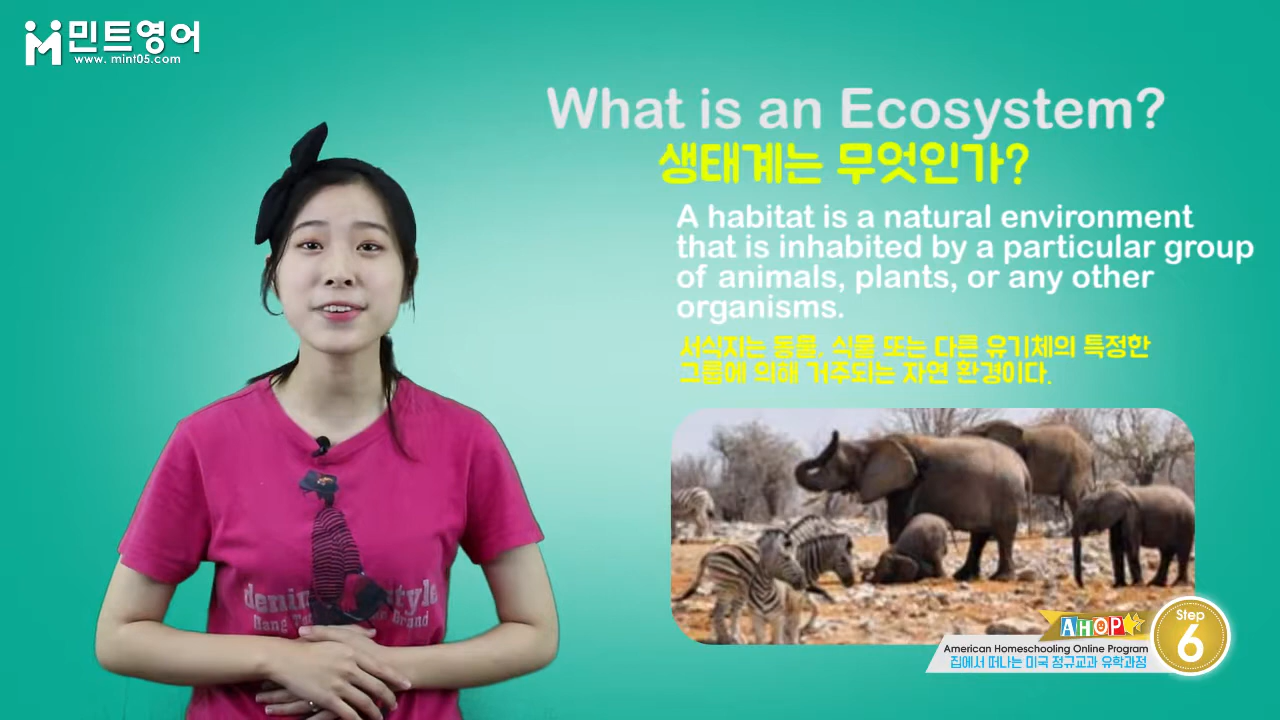 민트영어
www.mint05.com
What is an Ecosystem?
생태계는 무엇인가?
A habitat is a natural environment
that is inhabited by a particular group
of animals, plants, or any other
organisms.
서식지는 동물, 식물 또는 다른 유기체의 특정한
그룹에 의해 거주되는 자연 환경이다.
denim style
Brand
AHOP
Step
6
American Homeschooling Online Program
집에서 떠나는 미국 정규교과 유학과정